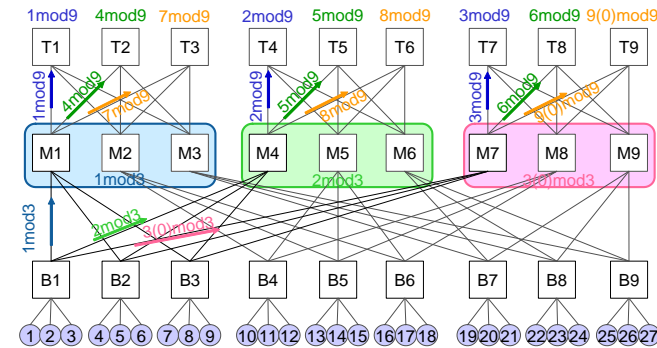 1mod9 4mod9 7mod9 2mod9 5mod9 8mod9 3mod9 6mod9 9(0)mod9
T1 T2 T3 T4 T5 T6 T7 T8 T9
1mod9 4mod9 7mod9 2mod9 5mod9 8mod9 3mod9 6mod9 9(0)mod9
M1 M2 M3 M4 M5 M6 M7 M8 M9
1mod3 2mod3 3(0)mod3
1mod3 2mod3 3(0)mod3
B1 B2 B3 B4 B5 B6 B7 B8 B9
1 2 3 4 5 6 7 8 9 10 11 12 13 14 15 16 17 18 19 20 21 22 23 24 25 26 27